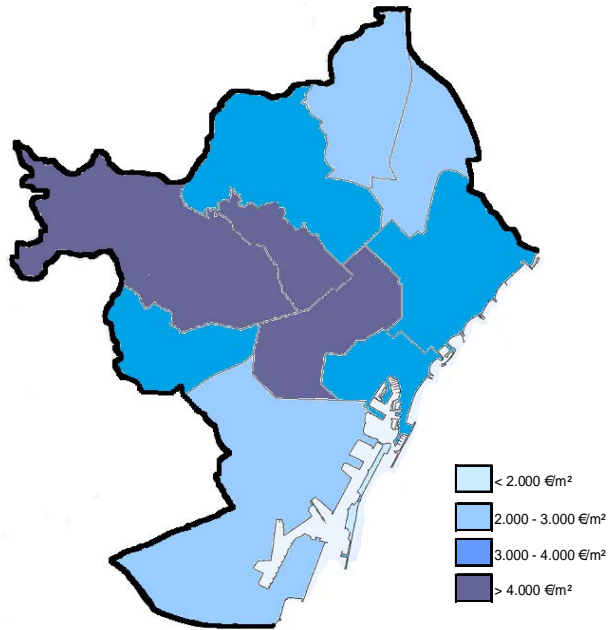 < 2.000 €/m²
2.000 - 3.000 €/m²
3.000 - 4.000 €/m²
> 4.000 €/m²